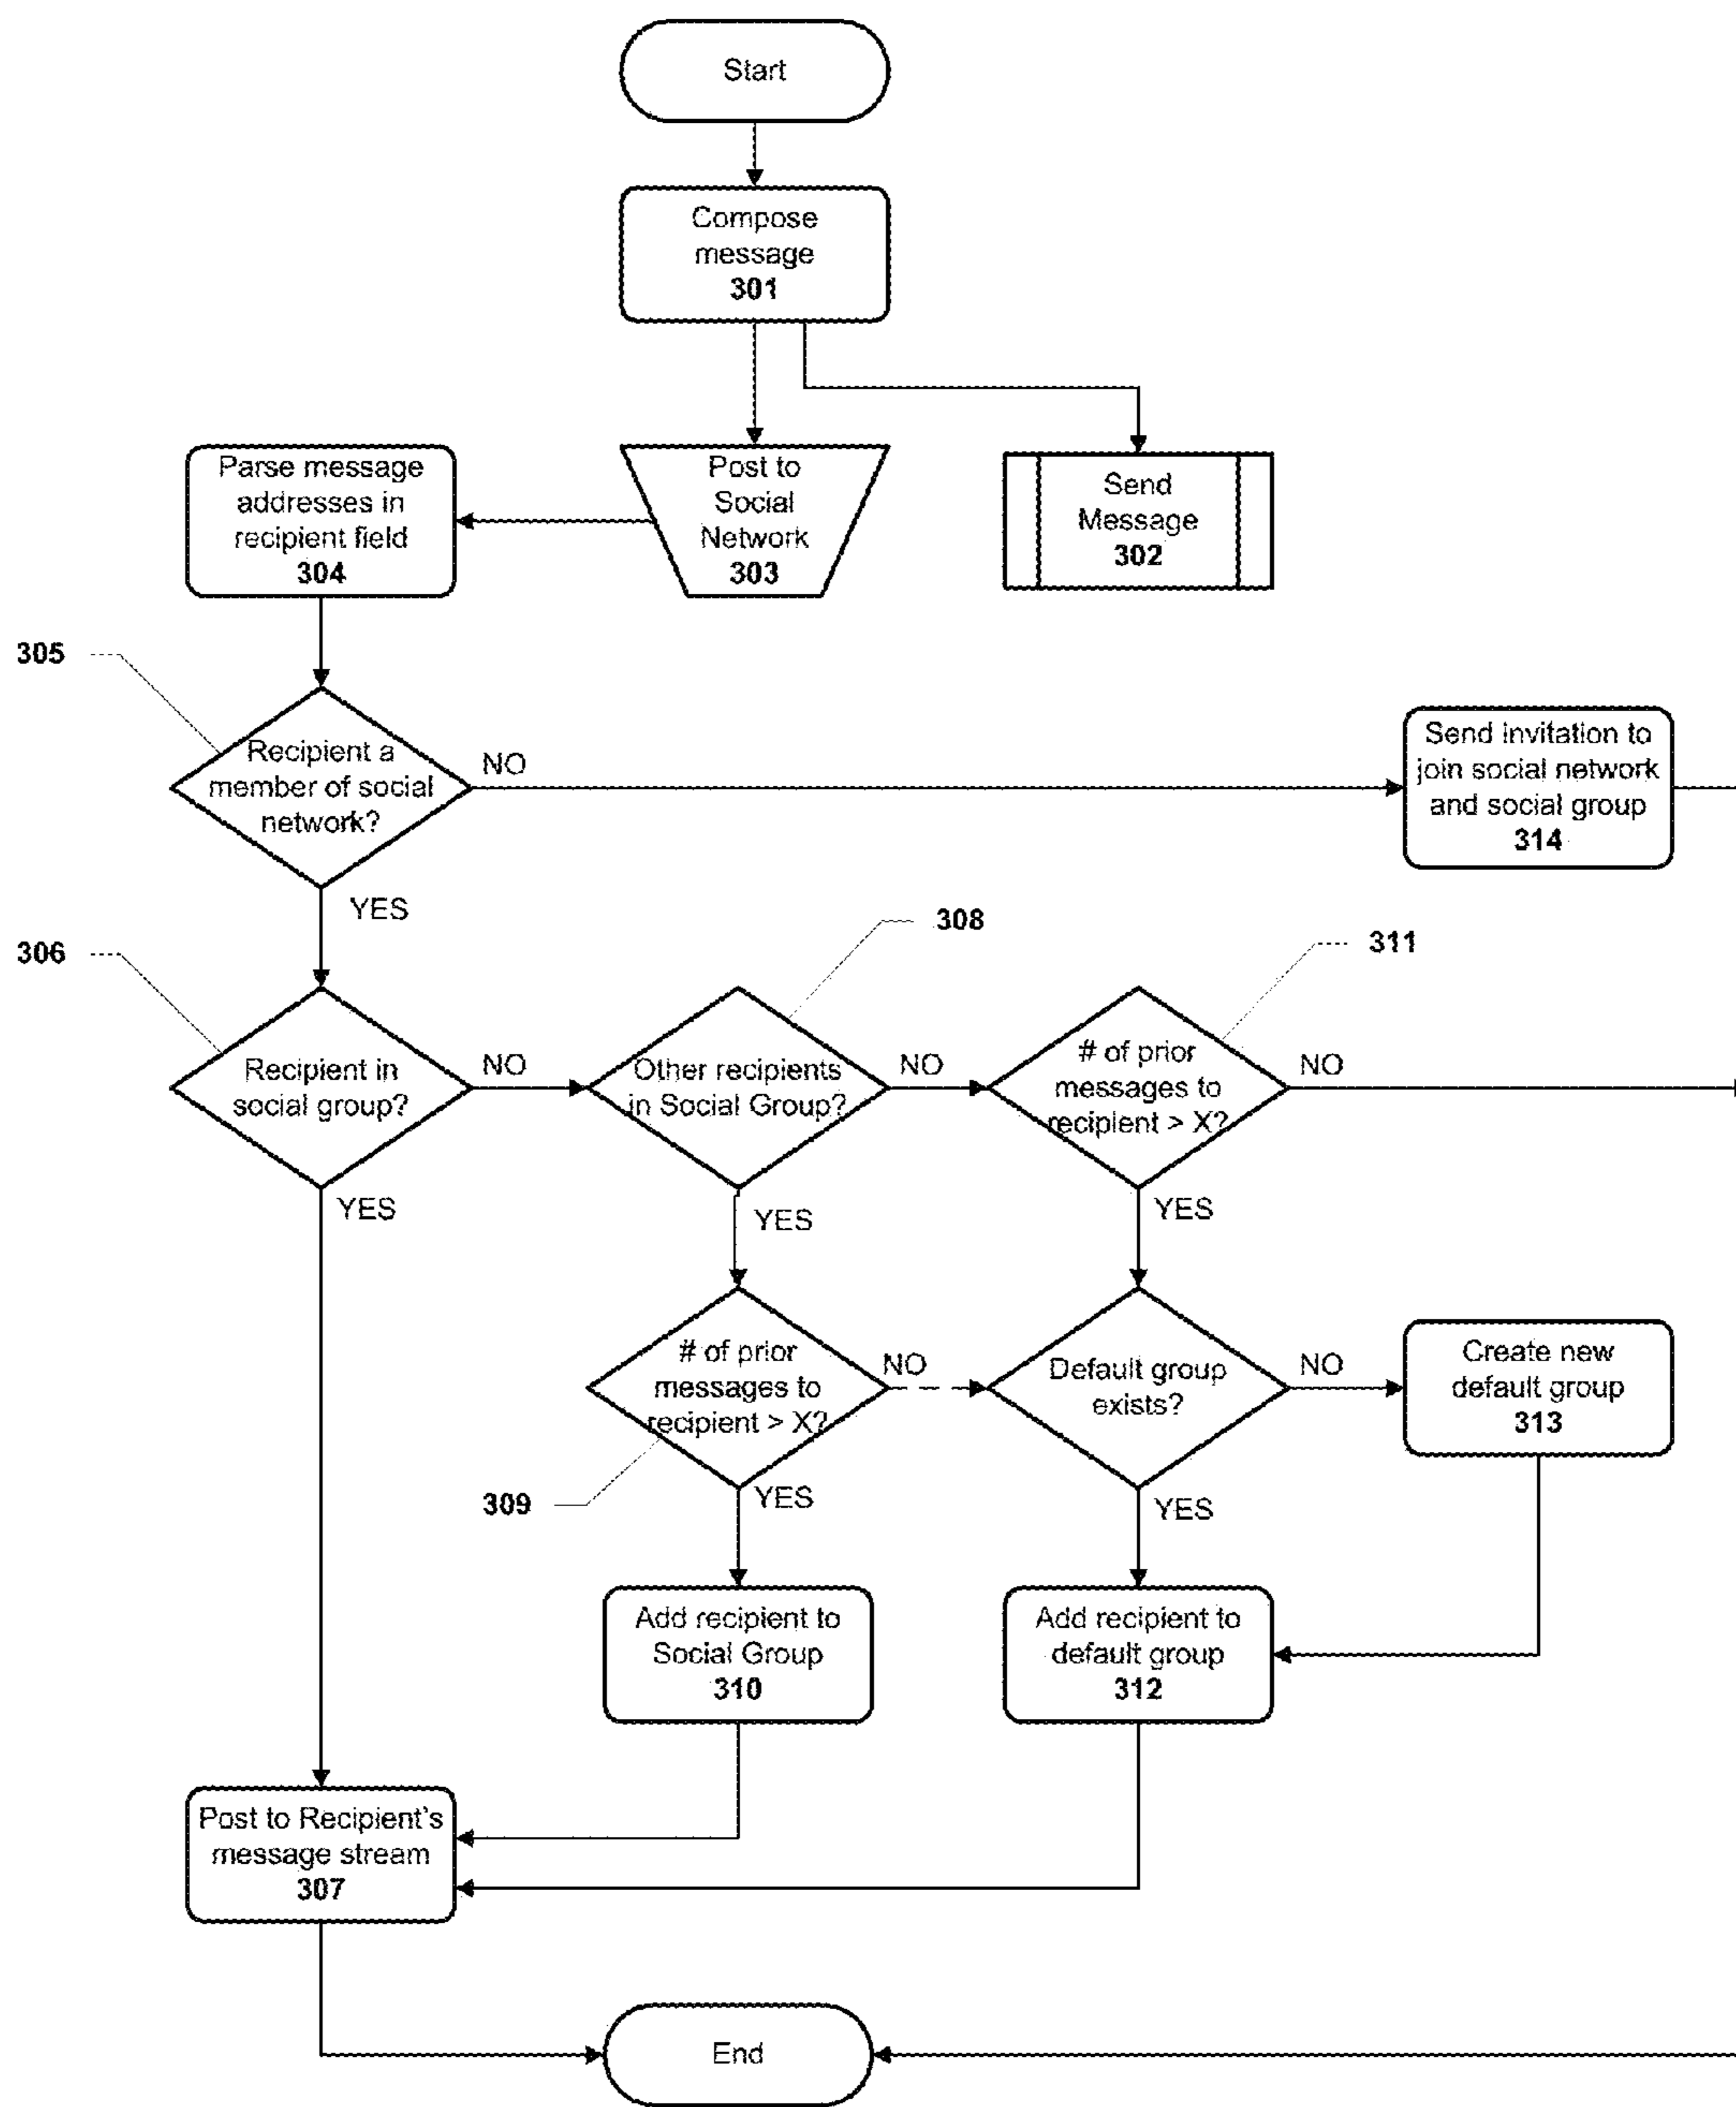 Start
Compose
message
301
Parse message
addresses in
recipient field
304
Post to
Social
Network
303
Send
Message
302
305
Recipient a
member of social
network?
NO
Send invitation to
join social network
and social group
314
YES
306
308
311
Recipient in
social group?
NO
Other recipients
in Social Group?
NO
# of prior
messages to
recipient > X?
NO
YES
YES
YES
# of prior
messages to
recipient > X?
NO
Default group
exists?
NO
Create new
default group
313
309
YES
YES
Add recipient to
Social Group
310
Add recipient to
default group
312
Post to Recipient's
message stream
307
End